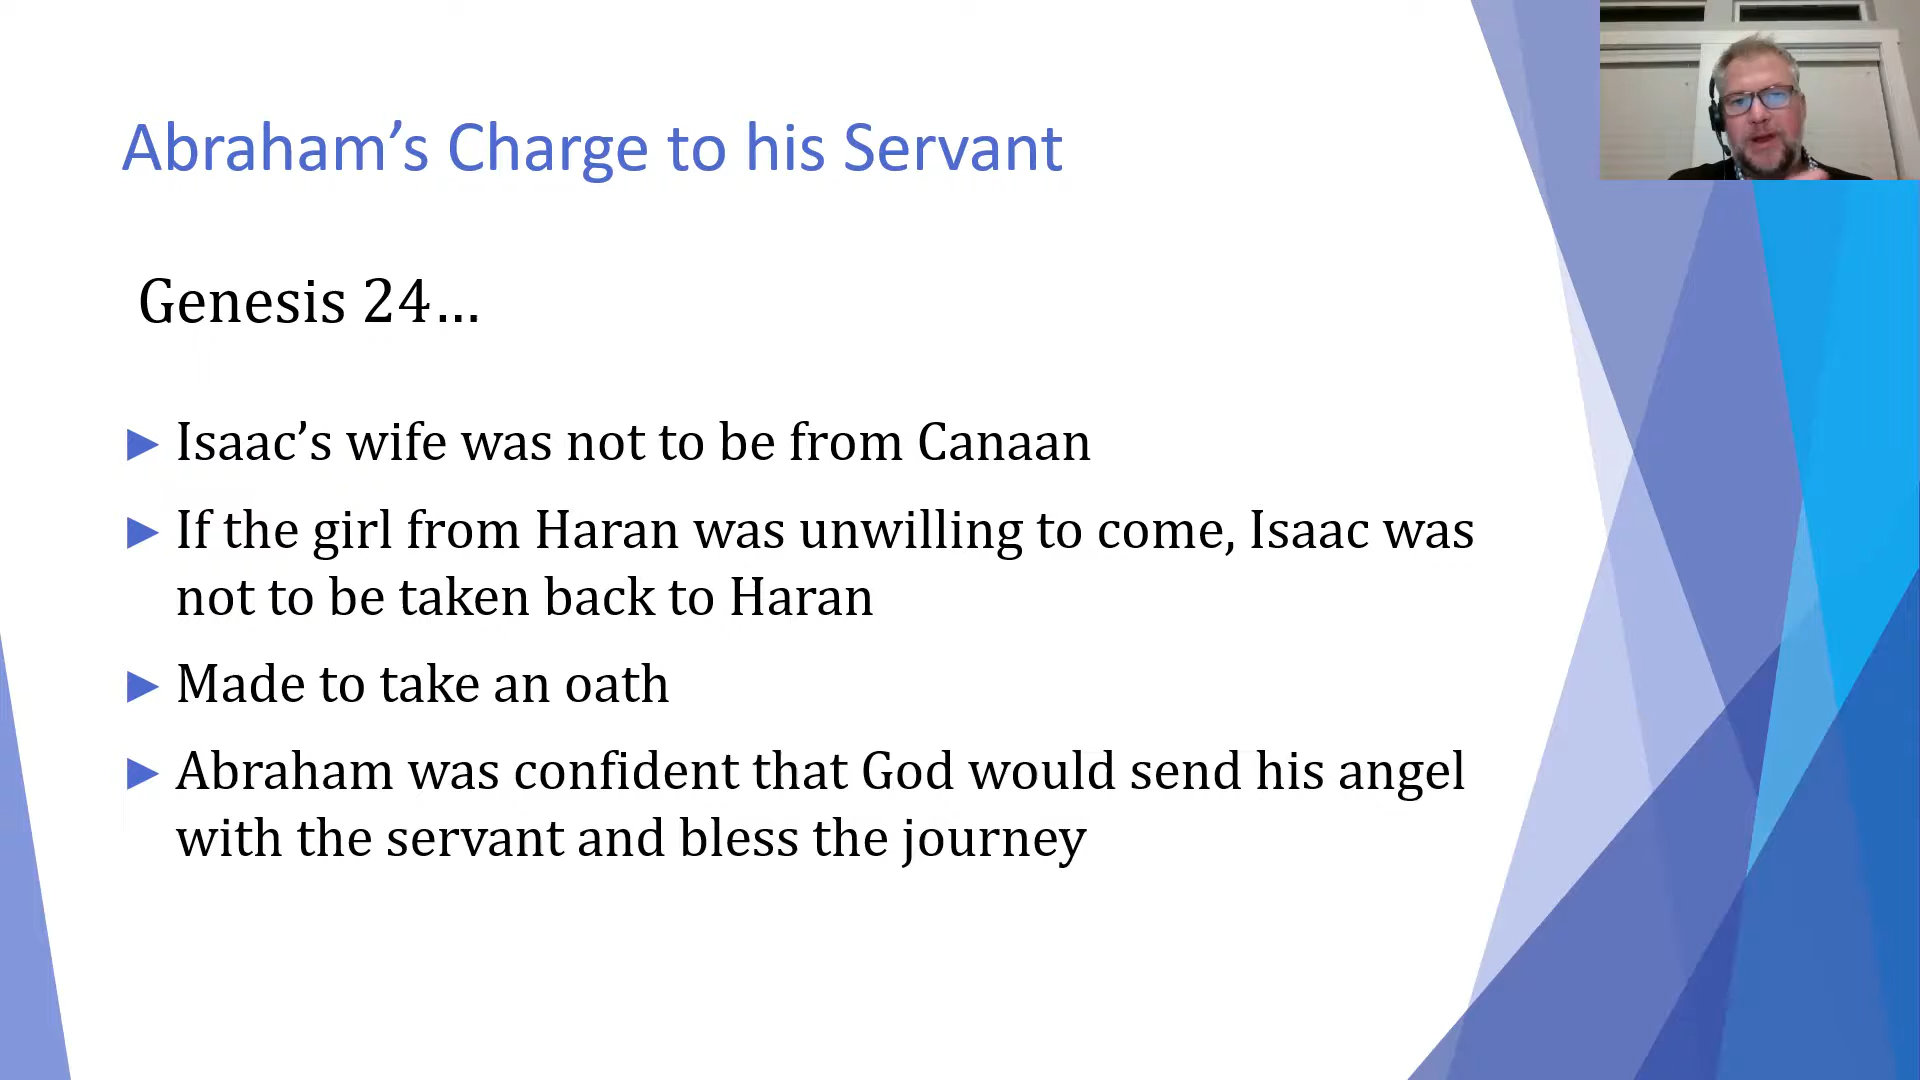 Abraham’s Charge to his Servant
Genesis 24…
Isaac’s wife was not to be from Canaan
If the girl from Haran was unwilling to come, Isaac was
not to be taken back to Haran
Made to take an oath
Abraham was confident that God would send his angel
with the servant and bless the journey